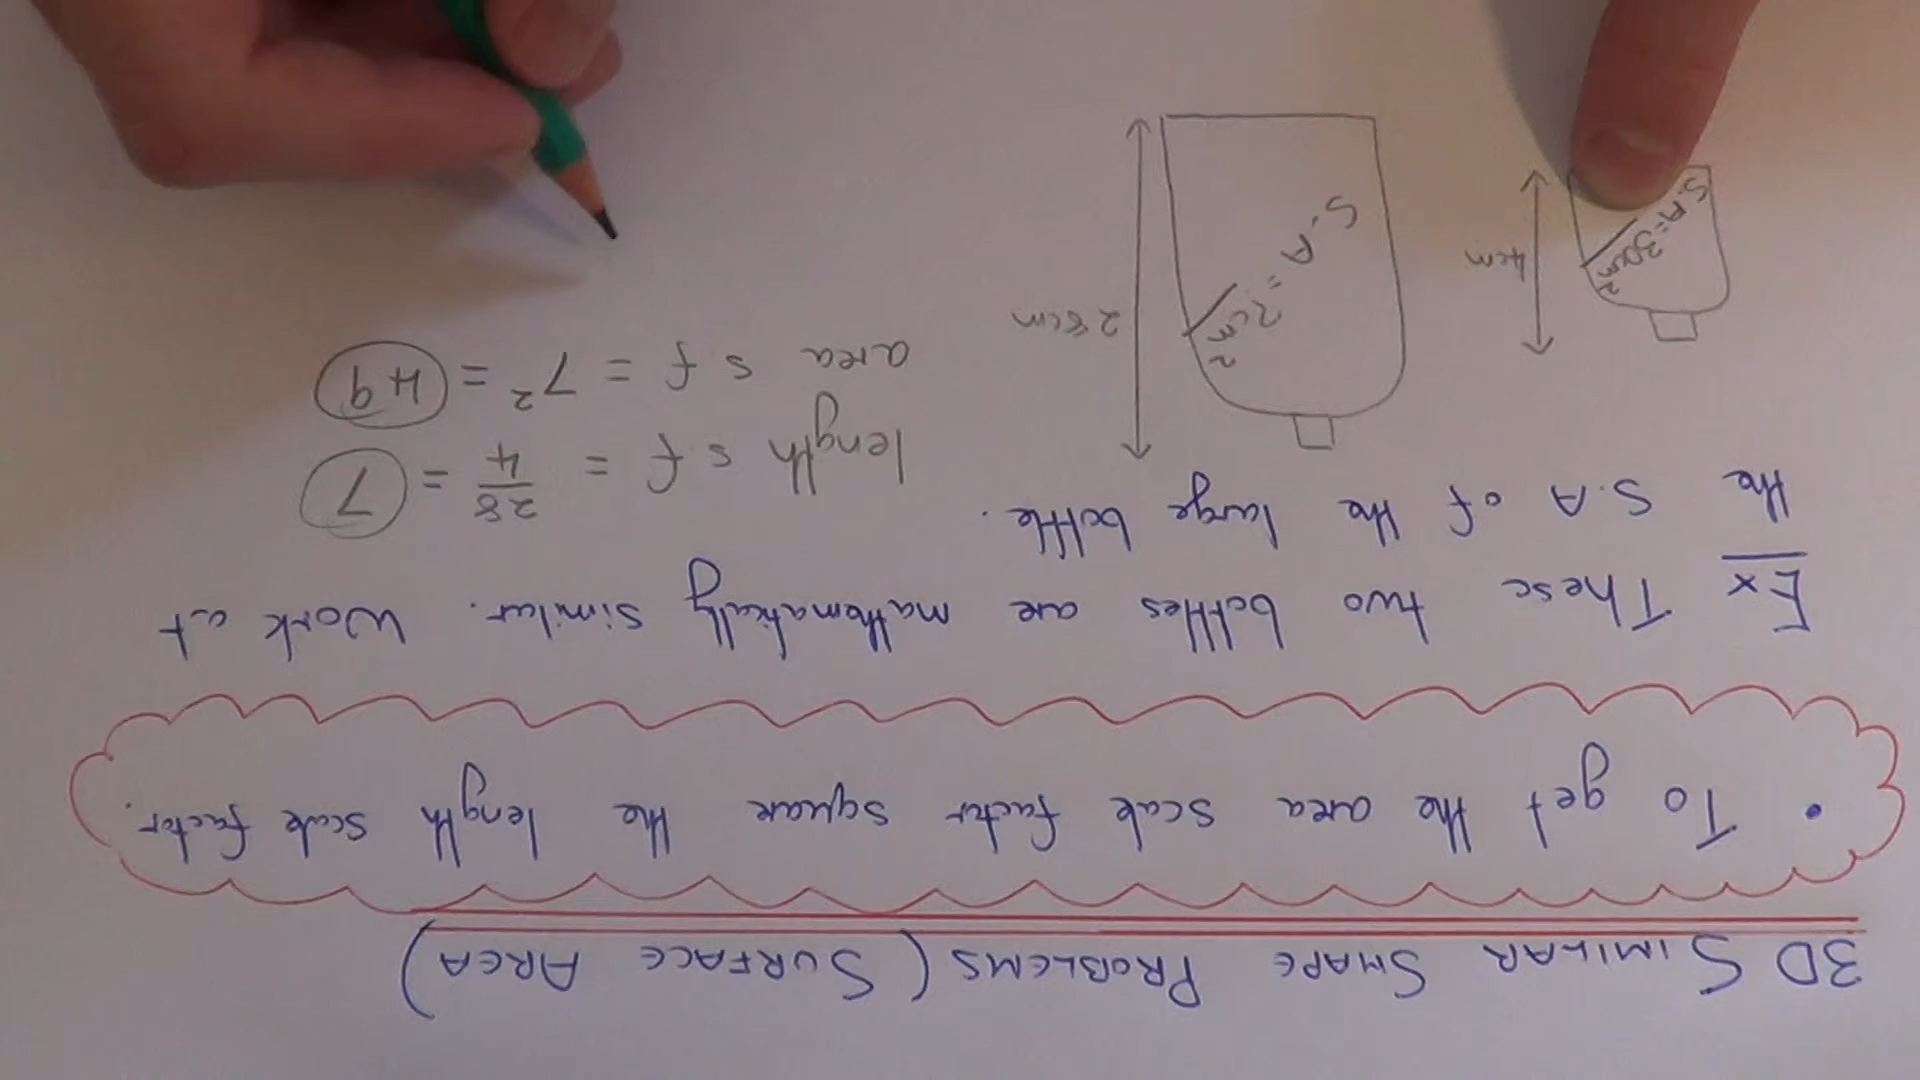 3D SIMILAR SHAPE PROBLEMS (SURFACE AREA)
• To get the area scale factor square the length scale factor.
Ex These two bottles are mathematically similar. Work out
the S.A of the large bottle.
4cm
S.A = 30cm²
28cm
S.A = ?cm²
length s.f = 28/4 = 7
area s f = 7² = 49